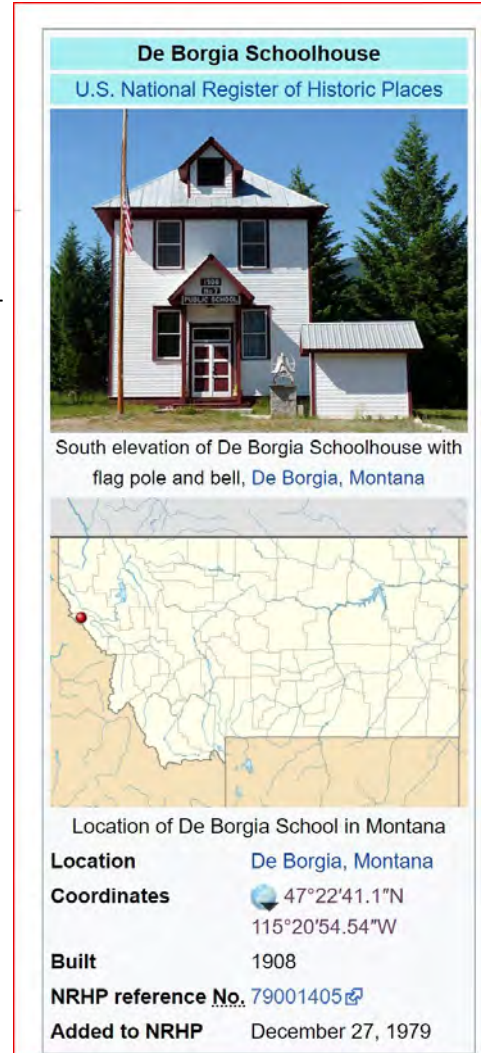 De Borgia Schoolhouse
U.S. National Register of Historic Places
1908
No 7
PUBLIC SCHOOL
South elevation of De Borgia Schoolhouse with
flag pole and bell, De Borgia, Montana
Location of De Borgia School in Montana
Location De Borgia, Montana
Coordinates 47°22′41.1″N
115°20′54.54″W
Built 1908
NRHP reference No. 79001405
Added to NRHP December 27, 1979